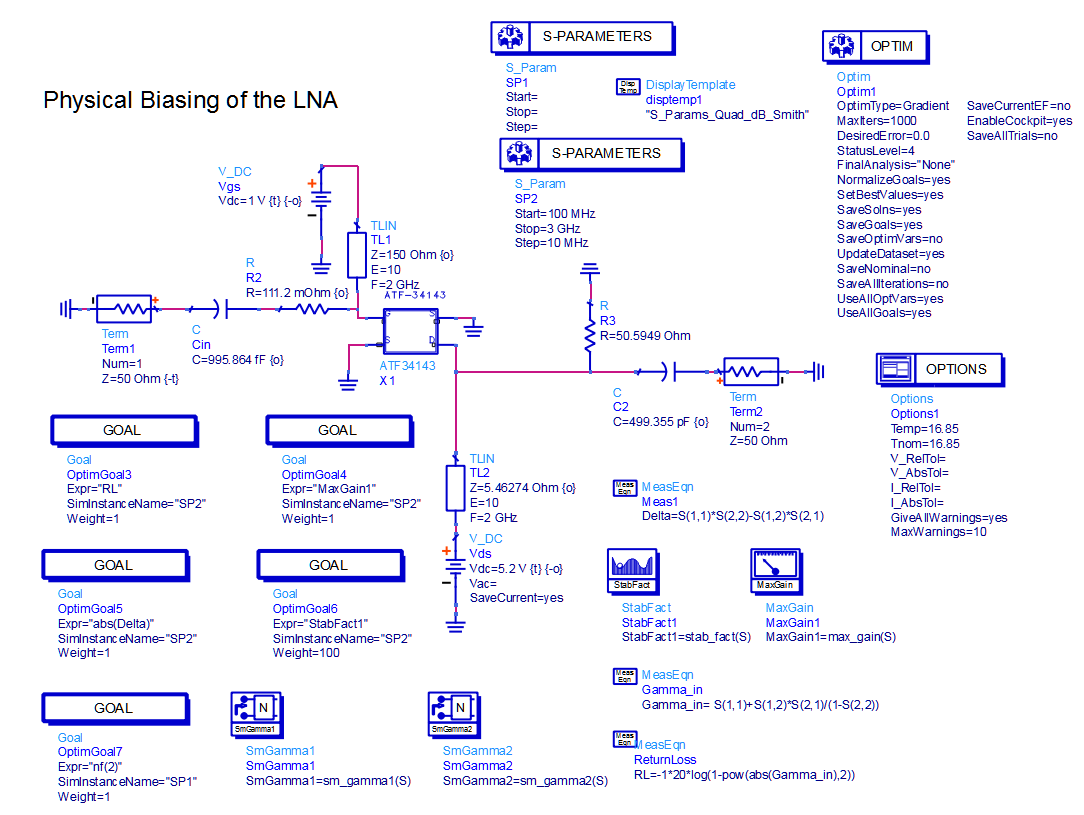 Physical Biasing of the LNA
S-PARAMETERS
S_Param
SP1
Start=
Stop=
Step=
Disp
Temp
DisplayTemplate
disptemp1
"S_Params_Quad_dB_Smith"
S-PARAMETERS
S_Param
SP2
Start=100 MHz
Stop=3 GHz
Step=10 MHz
OPTIM
Optim
Optim1
OptimType=Gradient
MaxIters=1000
DesiredError=0.0
StatusLevel=4
FinalAnalysis="None"
NormalizeGoals=yes
SetBestValues=yes
SaveSolns=yes
SaveGoals=yes
SaveOptimVars=no
UpdateDataset=yes
SaveNominal=no
SaveAllIterations=no
UseAllOptVars=yes
UseAllGoals=yes
SaveCurrentEF=no
EnableCockpit=yes
SaveAllTrials=no
V_DC
Vgs
Vdc=1 V {t} {-o}
TLIN
TL1
Z=150 Ohm {o}
E=10
F=2 GHz
R
R2
R=111.2 mOhm {o}
Term
Term1
Num=1
Z=50 Ohm {-t}
C
Cin
C=995.864 fF {o}
ATF-34143
G
S
S
D
ATF34143
X1
R
R3
R=50.5949 Ohm
C
C2
C=499.355 pF {o}
Term
Term2
Num=2
Z=50 Ohm
OPTIONS
Options
Options1
Temp=16.85
Tnom=16.85
V_RelTol=
V_AbsTol=
I_RelTol=
I_AbsTol=
GiveAllWarnings=yes
MaxWarnings=10
GOAL
Goal
OptimGoal3
Expr="RL"
SimInstanceName="SP2"
Weight=1
GOAL
Goal
OptimGoal4
Expr="MaxGain1"
SimInstanceName="SP2"
Weight=1
TLIN
TL2
Z=5.46274 Ohm {o}
E=10
F=2 GHz
V_DC
Vds
Vdc=5.2 V {t} {-o}
Vac=
SaveCurrent=yes
Meas
Eqn
MeasEqn
Meas1
Delta=S(1,1)*S(2,2)-S(1,2)*S(2,1)
GOAL
Goal
OptimGoal5
Expr="abs(Delta)"
SimInstanceName="SP2"
Weight=1
GOAL
Goal
OptimGoal6
Expr="StabFact1"
SimInstanceName="SP2"
Weight=100
StabFact
StabFact
StabFact1
StabFact1=stab_fact(S)
MaxGain
MaxGain
MaxGain1
MaxGain1=max_gain(S)
Meas
Eqn
MeasEqn
Gamma_in
Gamma_in= S(1,1)+S(1,2)*S(2,1)/(1-S(2,2))
GOAL
Goal
OptimGoal7
Expr="nf(2)"
SimInstanceName="SP1"
Weight=1
N
SmGamma1
SmGamma1
SmGamma1
SmGamma1=sm_gamma1(S)
N
SmGamma2
SmGamma2
SmGamma2
SmGamma2=sm_gamma2(S)
Meas
Eqn
MeasEqn
ReturnLoss
RL=-1*20*log(1-pow(abs(Gamma_in),2))